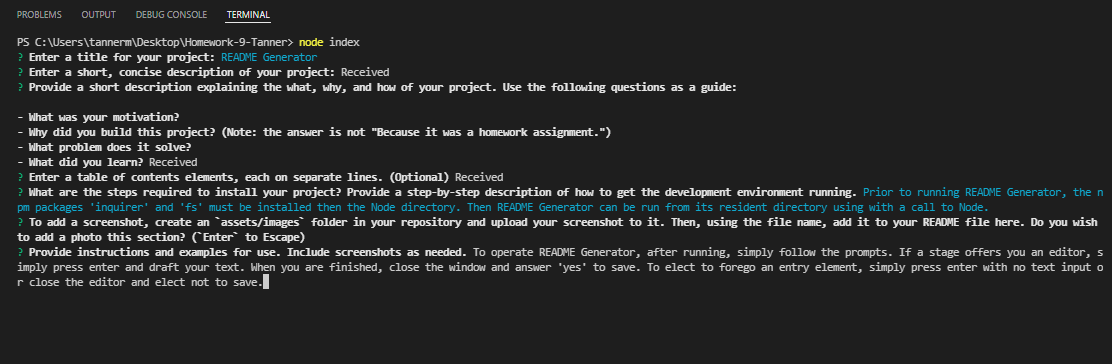 PROBLEMS OUTPUT DEBUG CONSOLE TERMINAL
PS C:\Users\tannerm\Desktop\Homework-9-Tanner> node index
? Enter a title for your project: README Generator
? Enter a short, concise description of your project: Received
? Provide a short description explaining the what, why, and how of your project. Use the following questions as a guide:
- What was your motivation?
- Why did you build this project? (Note: the answer is not "Because it was a homework assignment.")
- What problem does it solve?
- What did you learn? Received
? Enter a table of contents elements, each on separate lines. (Optional) Received
? What are the steps required to install your project? Provide a step-by-step description of how to get the development environment running. Prior to running README Generator, the n
pm packages 'inquirer' and 'fs' must be installed then the Node directory. Then README Generator can be run from its resident directory using with a call to Node.
? To add a screenshot, create an `assets/images` folder in your repository and upload your screenshot to it. Then, using the file name, add it to your README file here. Do you wish
to add a photo this section? (`Enter` to Escape)
? Provide instructions and examples for use. Include screenshots as needed. To operate README Generator, after running, simply follow the prompts. If a stage offers you an editor, s
imply press enter and draft your text. When you are finished, close the window and answer 'yes' to save. To elect to forego an entry element, simply press enter with no text input o
r close the editor and elect not to save.